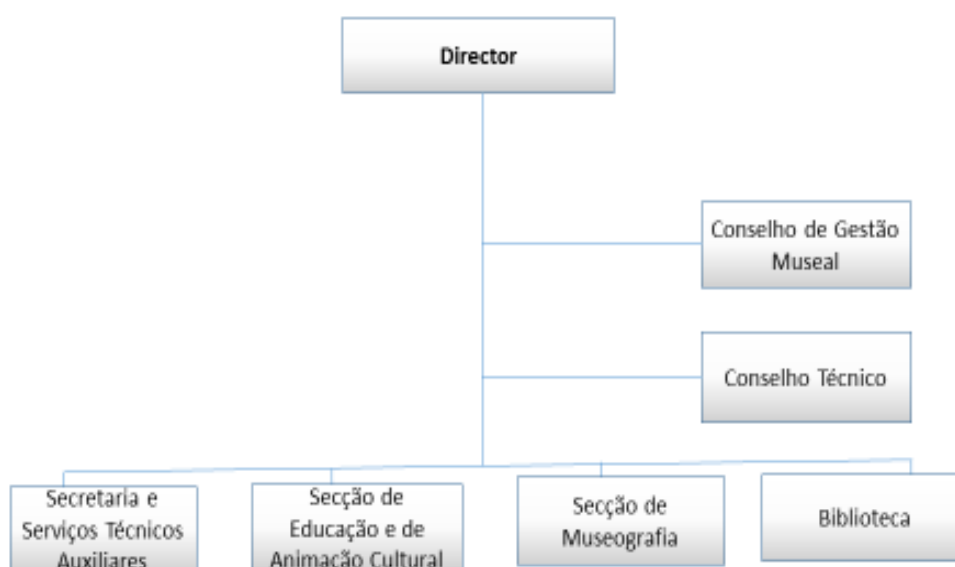 Director
Conselho de Gestão
Museal
Conselho Técnico
Secretaria e
Serviços Técnicos
Auxiliares
Secção de
Educação e de
Animação Cultural
Secção de
Museografia
Biblioteca